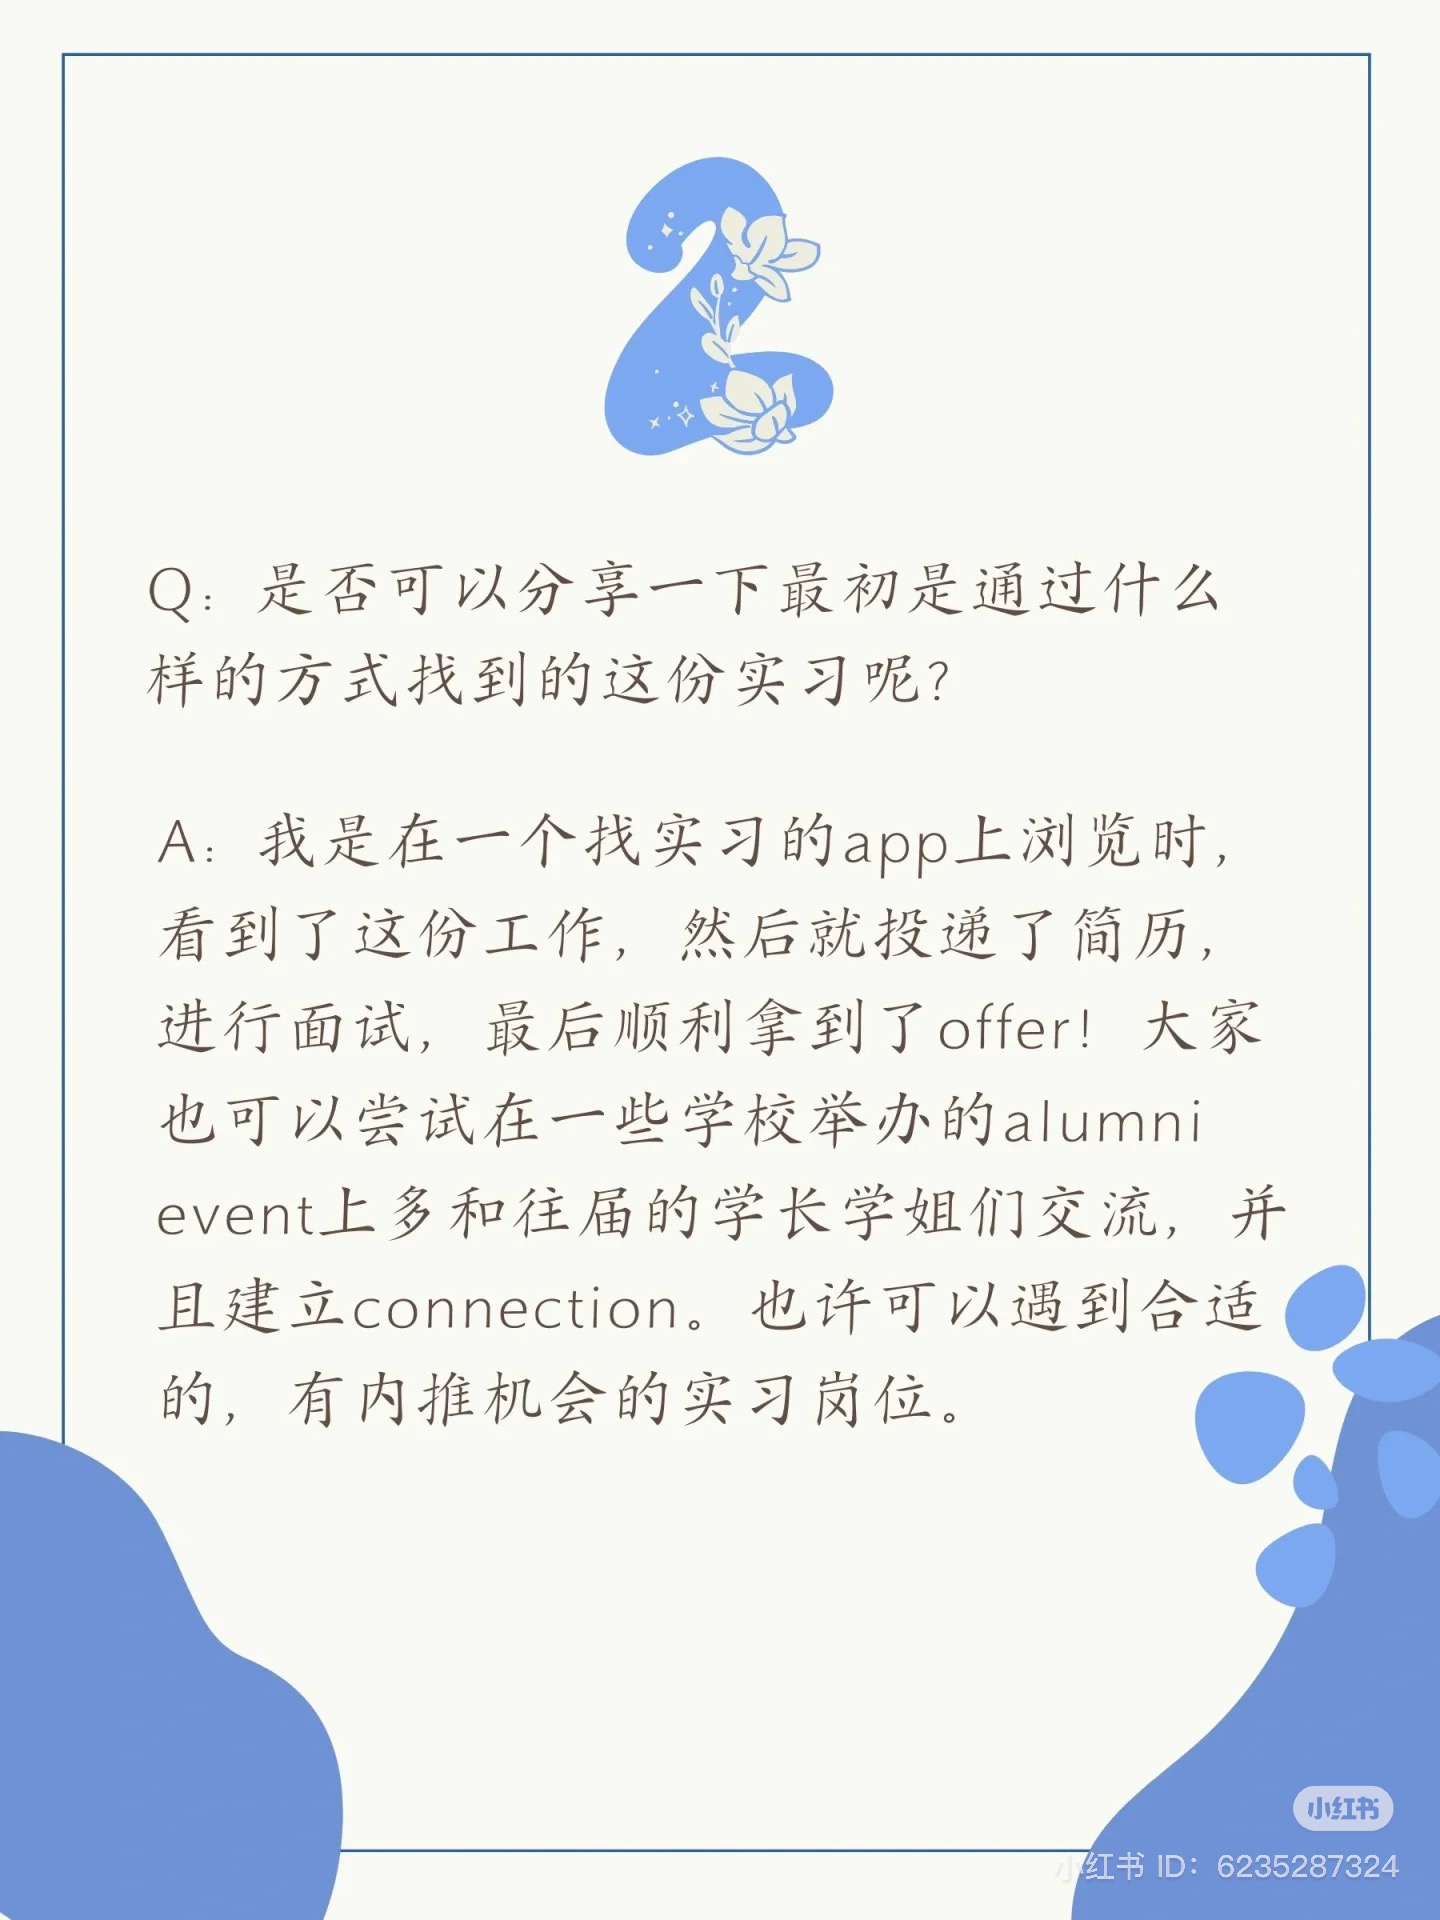 2
Q：是否可以分享一下最初是通过什么
样的方式找到的这份实习呢？
A：我是在一个找实习的app上浏览时，
看到了这份工作，然后就投递了简历，
进行面试，最后顺利拿到了offer！大家
也可以尝试在一些学校举办的alumni
event上多和往届的学长学姐们交流，并
且建立connection。也许可以遇到合适
的，有内推机会的实习岗位。
小红书
小红书 ID：6235287324